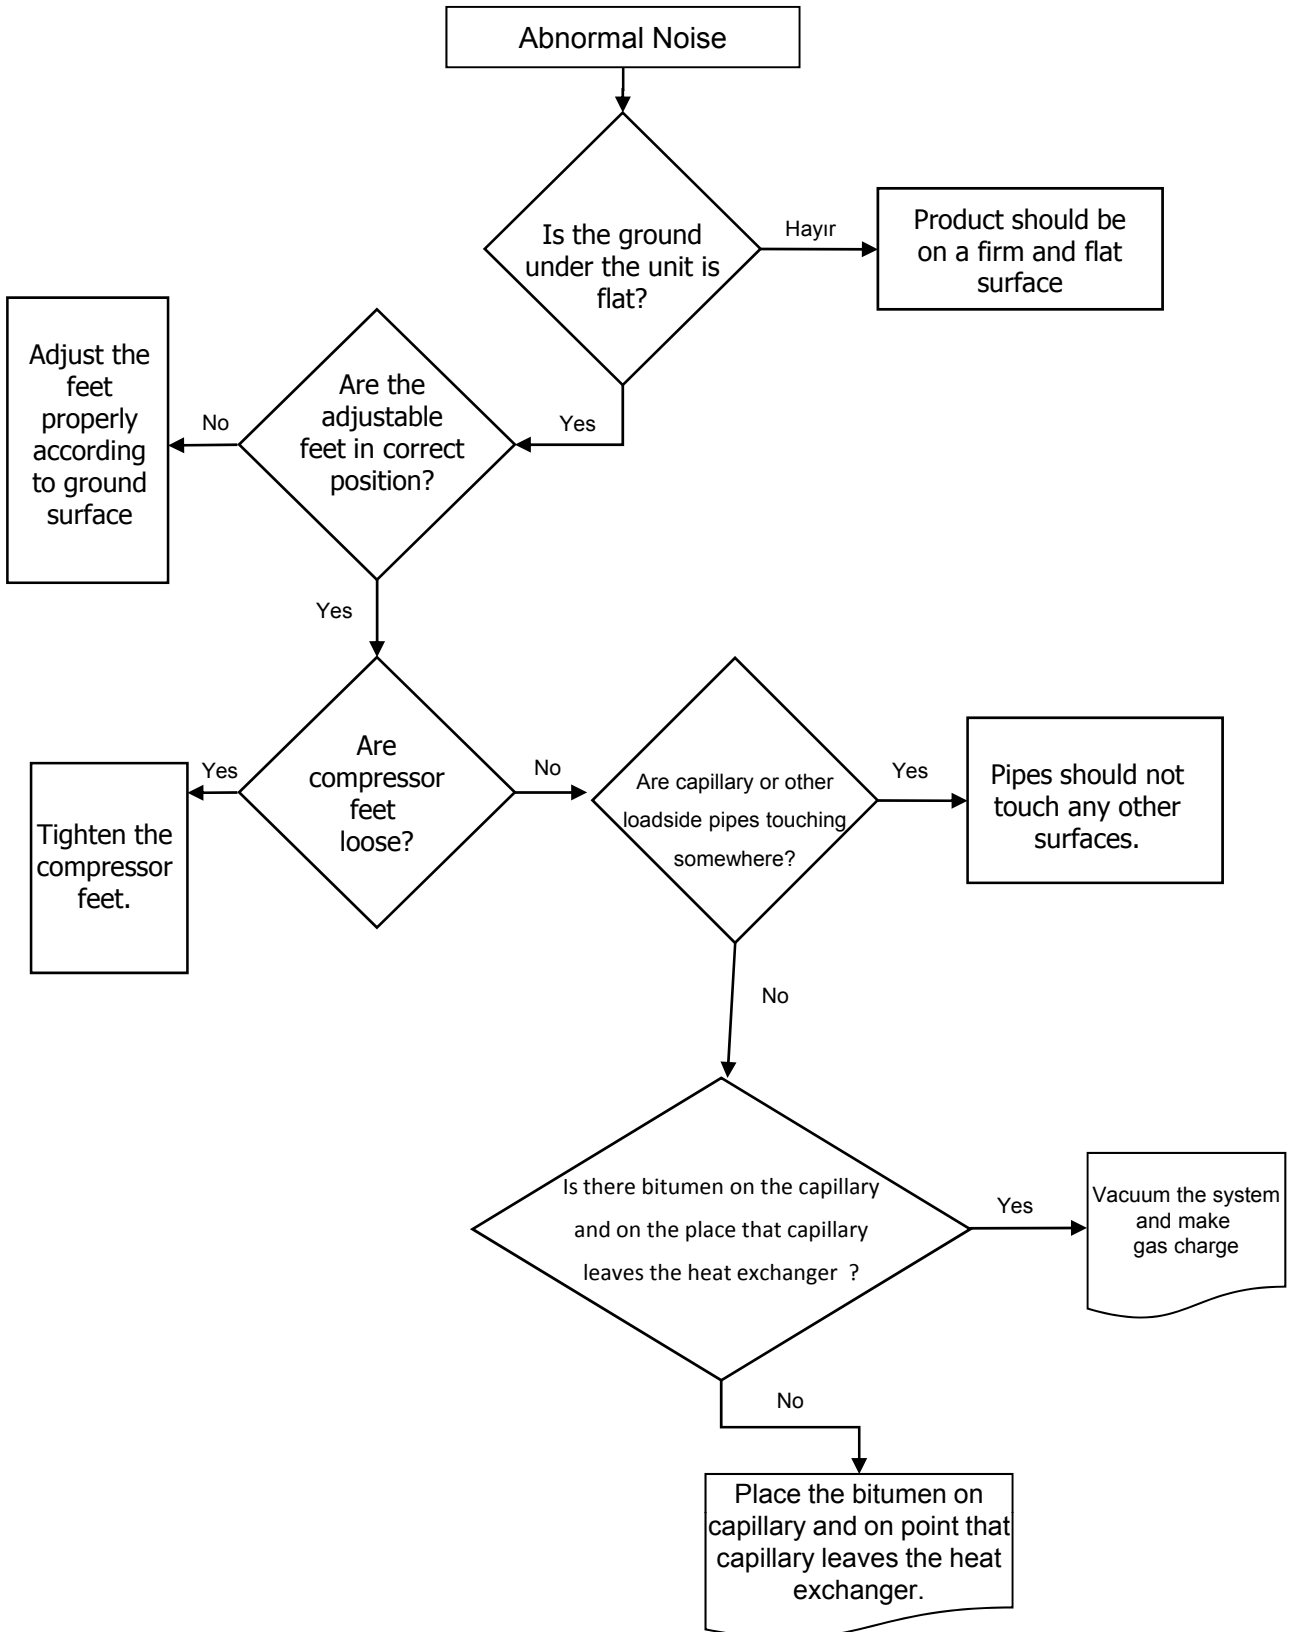 Abnormal Noise
Is the ground
under the unit is
flat?
Hayır
Product should be
on a firm and flat
surface
Yes
Are the
adjustable
feet in correct
position?
No
Adjust the
feet
properly
according
to ground
surface
Yes
Are
compressor
feet
loose?
Yes
Tighten the
compressor
feet.
No
Are capillary or other
loadside pipes touching
somewhere?
Yes
Pipes should not
touch any other
surfaces.
No
Is there bitumen on the capillary
and on the place that capillary
leaves the heat exchanger ?
Yes
Vacuum the system
and make
gas charge
No
Place the bitumen on
capillary and on point that
capillary leaves the heat
exchanger.